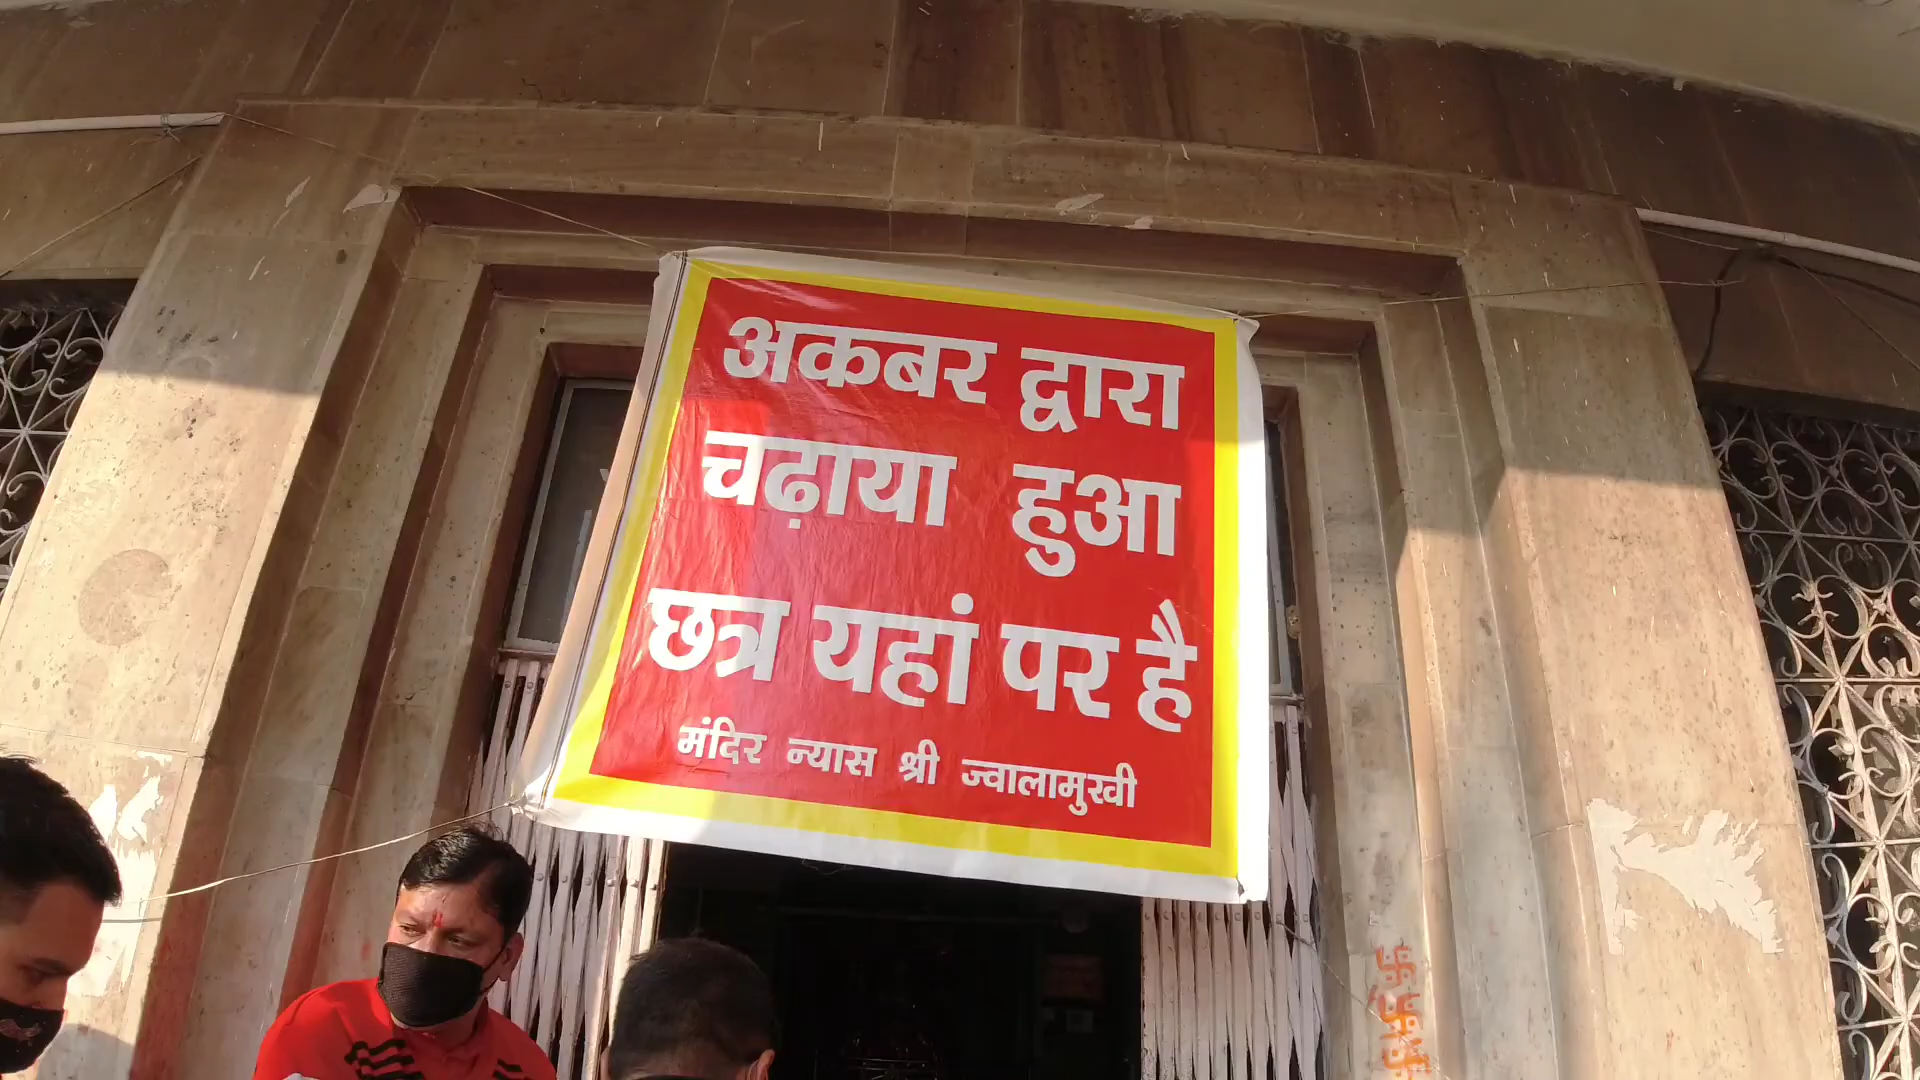 अकबर द्वारा
चढ़ाया हुआ
छत्र यहां पर है
मंदिर न्यास श्री ज्वालामुखी